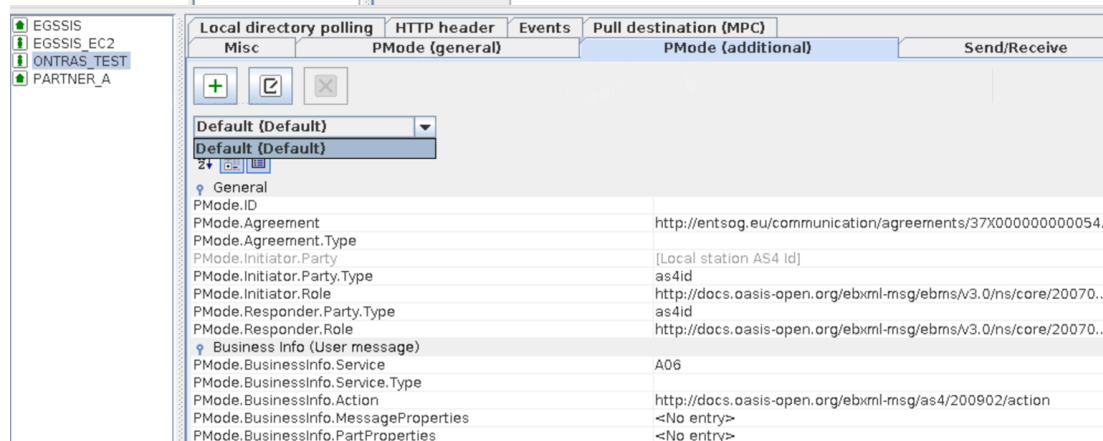 EGSSIS
EGSSIS_EC2
ONTRAS_TEST
PARTNER_A
Local directory polling HTTP header Events Pull destination (MPC)
Misc PMode (general) PMode (additional) Send/Receive
Default (Default)
Default (Default)
General
PMode.ID
PMode.Agreement http://entsog.eu/communication/agreements/37X000000000054.
PMode.Agreement.Type
PMode.Initiator.Party [Local station AS4 Id]
PMode.Initiator.Party.Type as4id
PMode.Initiator.Role http://docs.oasis-open.org/ebxml-msg/ebms/v3.0/ns/core/20070...
PMode.Responder.Party.Type as4id
PMode.Responder.Role http://docs.oasis-open.org/ebxml-msg/ebms/v3.0/ns/core/20070...
Business Info (User message)
PMode.BusinessInfo.Service A06
PMode.BusinessInfo.Service.Type
PMode.BusinessInfo.Action http://docs.oasis-open.org/ebxml-msg/as4/200902/action
PMode.BusinessInfo.MessageProperties <No entry>
PMode.BusinessInfo.PartProperties <No entry>